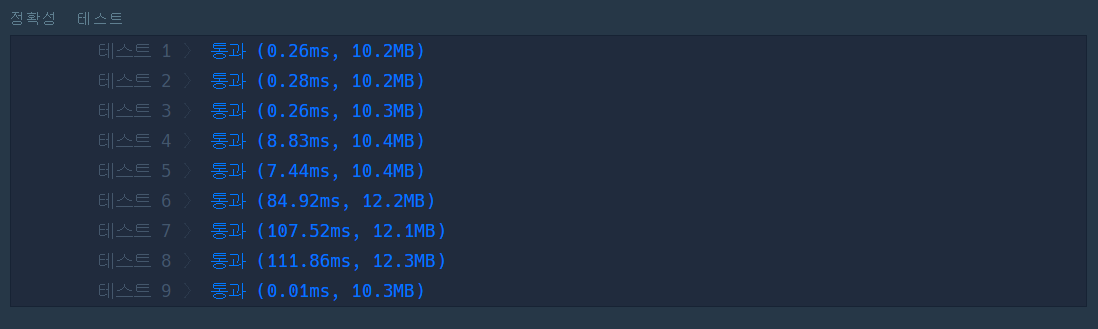 정확성 테스트
테스트 1 〉 통과 (0.26ms, 10.2MB)
테스트 2 〉 통과 (0.28ms, 10.2MB)
테스트 3 〉 통과 (0.26ms, 10.3MB)
테스트 4 〉 통과 (8.83ms, 10.4MB)
테스트 5 〉 통과 (7.44ms, 10.4MB)
테스트 6 〉 통과 (84.92ms, 12.2MB)
테스트 7 〉 통과 (107.52ms, 12.1MB)
테스트 8 〉 통과 (111.86ms, 12.3MB)
테스트 9 〉 통과 (0.01ms, 10.3MB)